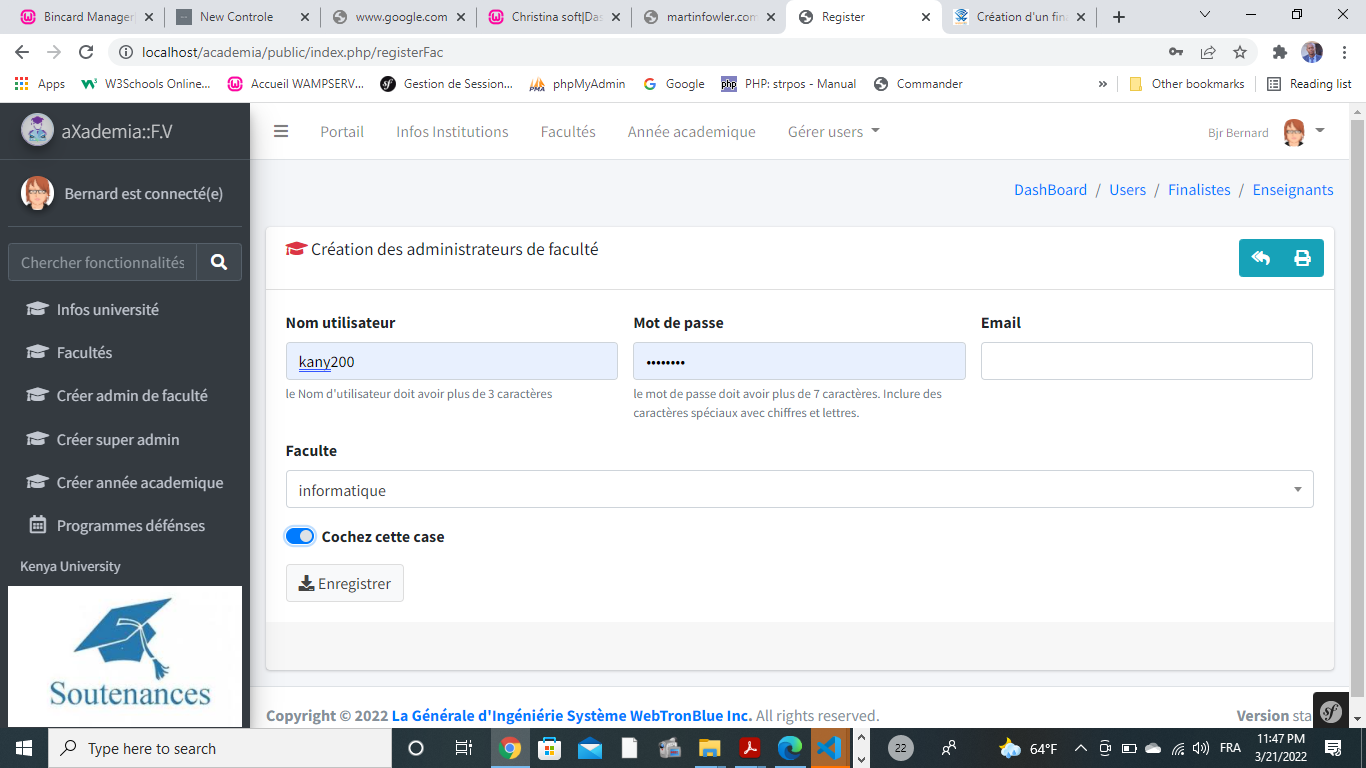 Bincard Manager
New Controle
www.google.com
Christina soft|Das
martinfowler.com
Register
Création d'un fina
localhost/academia/public/index.php/registerFac
Apps
W3Schools Online...
Accueil WAMPSERV...
Gestion de Session...
phpMyAdmin
Google
PHP: strpos - Manual
Commander
»
Other bookmarks
Reading list
aXademia::F.V
Portail
Infos Institutions
Facultés
Année academique
Gérer users
Bjr Bernard
Bernard est connecté(e)
DashBoard / Users / Finalistes / Enseignants
Chercher fonctionnalités
Infos université
Facultés
Créer admin de faculté
Créer super admin
Créer année academique
Programmes défénses
Kenya University
Soutenances
Création des administrateurs de faculté
Nom utilisateur
Mot de passe
Email
kany200
••••••••
le Nom d'utilisateur doit avoir plus de 3 caractères
le mot de passe doit avoir plus de 7 caractères. Inclure des
caractères spéciaux avec chiffres et lettres.
Faculte
informatique
Cochez cette case
Enregistrer
Copyright © 2022 La Générale d'Ingéniérie Système WebTronBlue Inc. All rights reserved.
Version sta
Type here to search
22
64°F
FRA
11:47 PM
3/21/2022